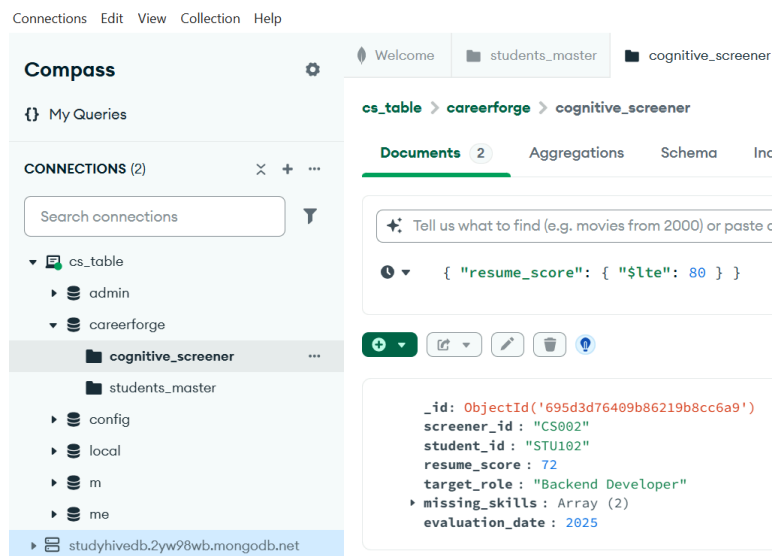 Connections Edit View Collection Help
Compass
{} My Queries
CONNECTIONS (2)
Search connections
cs_table
admin
careerforge
cognitive_screener
students_master
config
local
m
me
studyhivedb.2yw98wb.mongodb.net
Welcome students_master cognitive_screener
cs_table > careerforge > cognitive_screener
Documents 2 Aggregations Schema Ind
Tell us what to find (e.g. movies from 2000) or paste
{ "resume_score": { "$lte": 80 } }
_id: ObjectId('695d3d76409b86219b8cc6a9')
screener_id : "CS002"
student_id : "STU102"
resume_score : 72
target_role : "Backend Developer"
missing_skills : Array (2)
evaluation_date : 2025